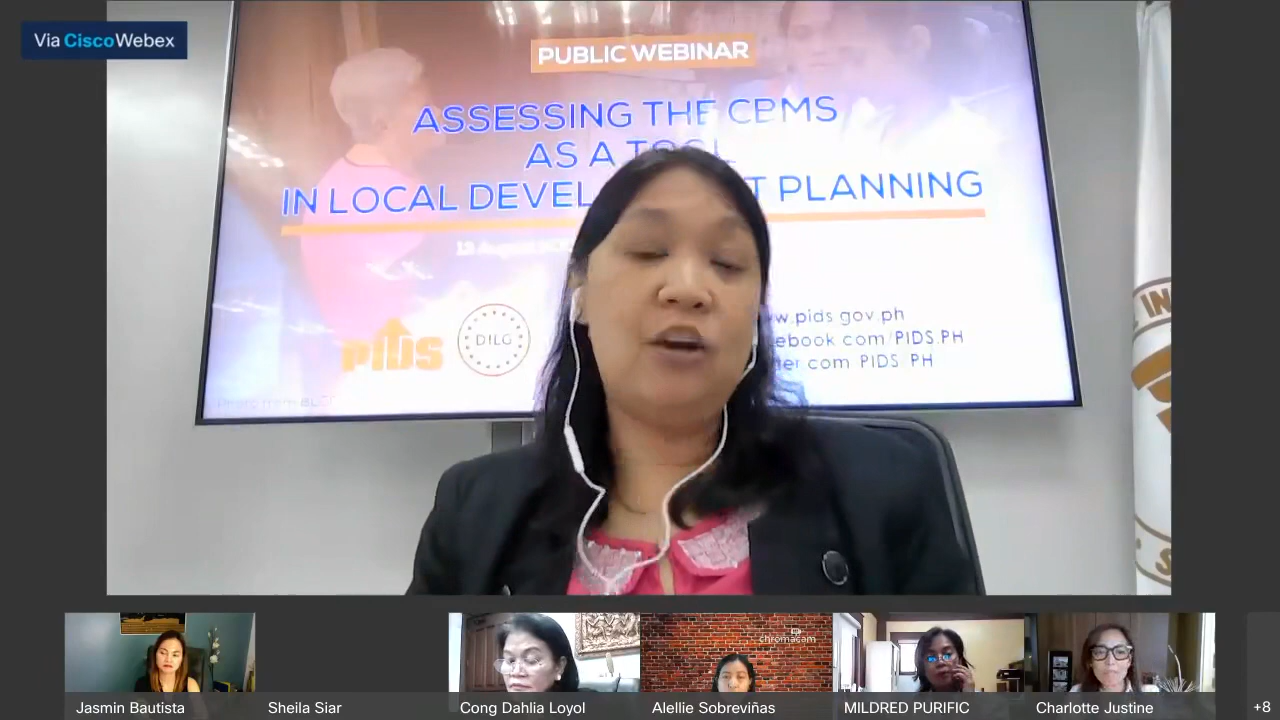 Via CiscoWebex
PUBLIC WEBINAR
ASSESSING THE CBMS
AS A TOOL
IN LOCAL DEVEL T PLANNING
PIDS
DILG
w.pids.gov.ph
ebook com/PIDS.PH
ter.com PIDS_PH
IN
S
chromacam
Jasmin Bautista
Sheila Siar
Cong Dahlia Loyol
Alellie Sobreviñas
MILDRED PURIFIC
Charlotte Justine
+8